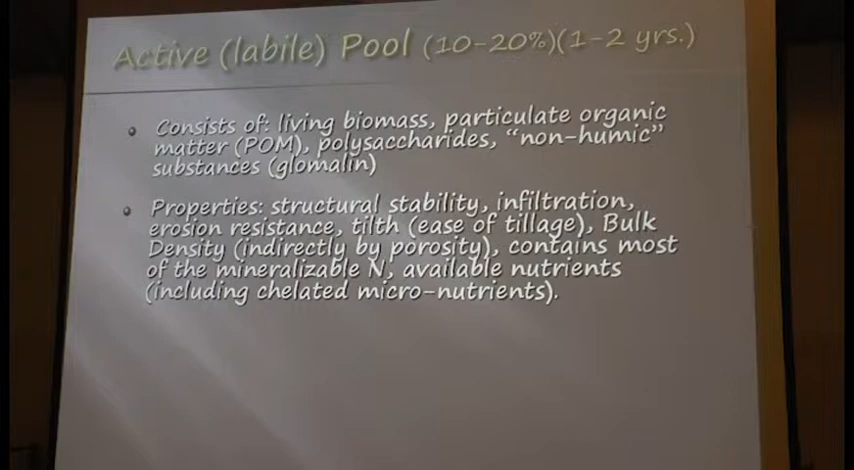 Active (labile) Pool (10-20%)(1-2 yrs.)
• Consists of: living biomass, particulate organic
matter (POM), polysaccharides, “non-humic”
substances (glomalin)
• Properties: structural stability, infiltration,
erosion resistance, tilth (ease of tillage), Bulk
Density (indirectly by porosity), contains most
of the mineralizable N, available nutrients
(including chelated micro-nutrients).